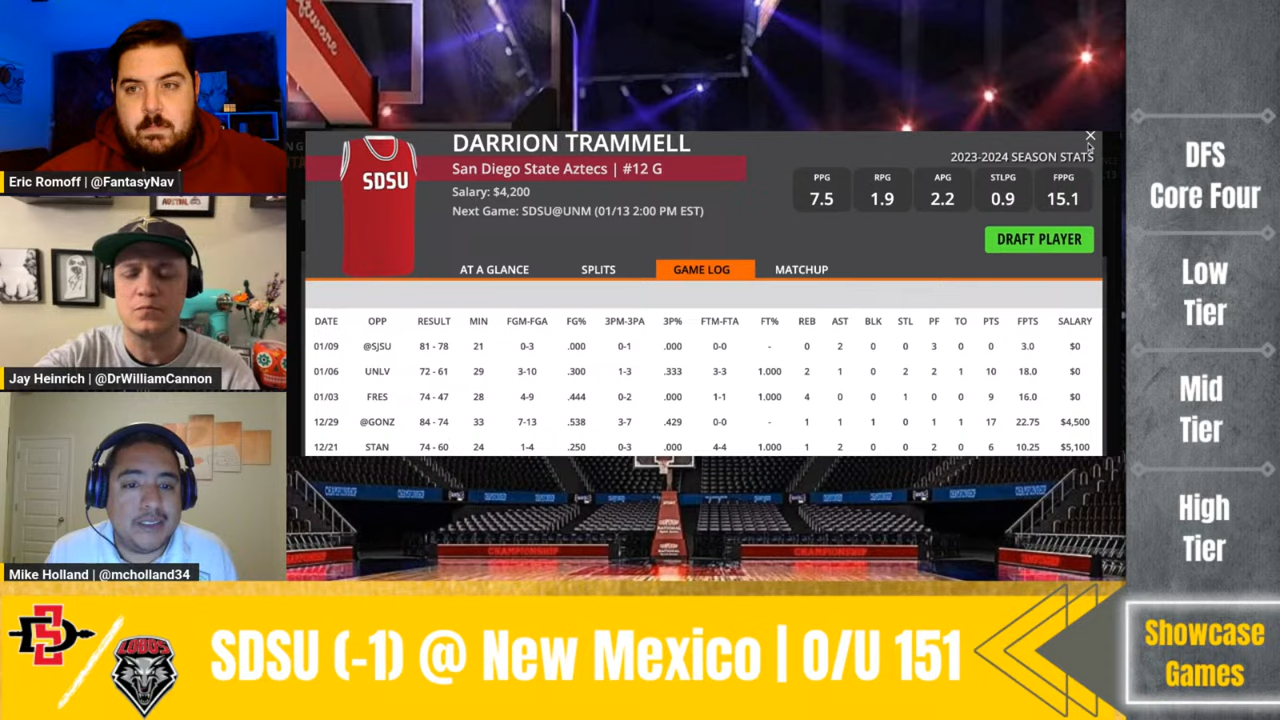 Eric Romoff | @FantasyNav
Jay Heinrich | @DrWilliamCannon
Mike Holland | @mcholland34
SDSU
DARRION TRAMMELL
San Diego State Aztecs | #12 G
Salary: $4,200
Next Game: SDSU@UNM (01/13 2:00 PM EST)
2023-2024 SEASON STATS
PPG RPG APG STLPG FPPG
7.5 1.9 2.2 0.9 15.1
DRAFT PLAYER
AT A GLANCE SPLITS GAME LOG MATCHUP
DATE OPP RESULT MIN FGM-FGA FG% 3PM-3PA 3P% FTM-FTA FT% REB AST BLK STL PF TO PTS FPTS SALARY
01/09 @SJSU 81 - 78 21 0-3 .000 0-1 .000 0-0 - 0 2 0 0 3 0 0 3.0 $0
01/06 UNLV 72 - 61 29 3-10 .300 1-3 .333 3-3 1.000 2 1 0 2 2 1 10 18.0 $0
01/03 FRES 74 - 47 28 4-9 .444 0-2 .000 1-1 1.000 4 0 0 1 0 0 9 16.0 $0
12/29 @GONZ 84 - 74 33 7-13 .538 3-7 .429 0-0 - 1 1 1 0 1 1 17 22.75 $4,500
12/21 STAN 74 - 60 24 1-4 .250 0-3 .000 4-4 1.000 1 2 0 0 2 0 6 10.25 $5,100
CHAMPIONSHIP
DFS
Core Four
Low
Tier
Mid
Tier
High
Tier
Showcase
Games
LOBOS
SDSU (-1) @ New Mexico | O/U 151